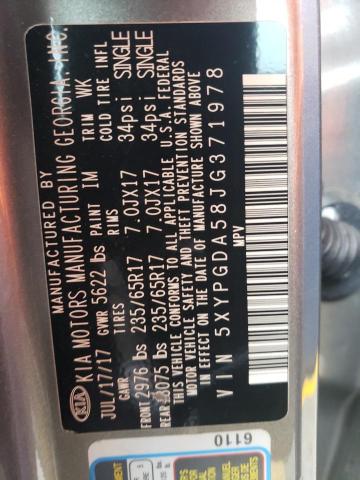 KIA KIA MOTORS MANUFACTURING GEORGIA, INC.
JUL/17/17 PAINT IM TRIM WK
GVWR 5622 lbs
GAWR TIRES RIMS COLD TIRE INFL
FRONT 2976 lbs 235/65R17 7.0JX17 34psi SINGLE
REAR 3075 lbs 235/65R17 7.0JX17 34psi SINGLE
THIS VEHICLE CONFORMS TO ALL APPLICABLE U.S.A. FEDERAL
MOTOR VEHICLE SAFETY AND THEFT PREVENTION STANDARDS
IN EFFECT ON THE DATE OF MANUFACTURE SHOWN ABOVE
VIN 5XYPGDA58JG371978
MPV
6110